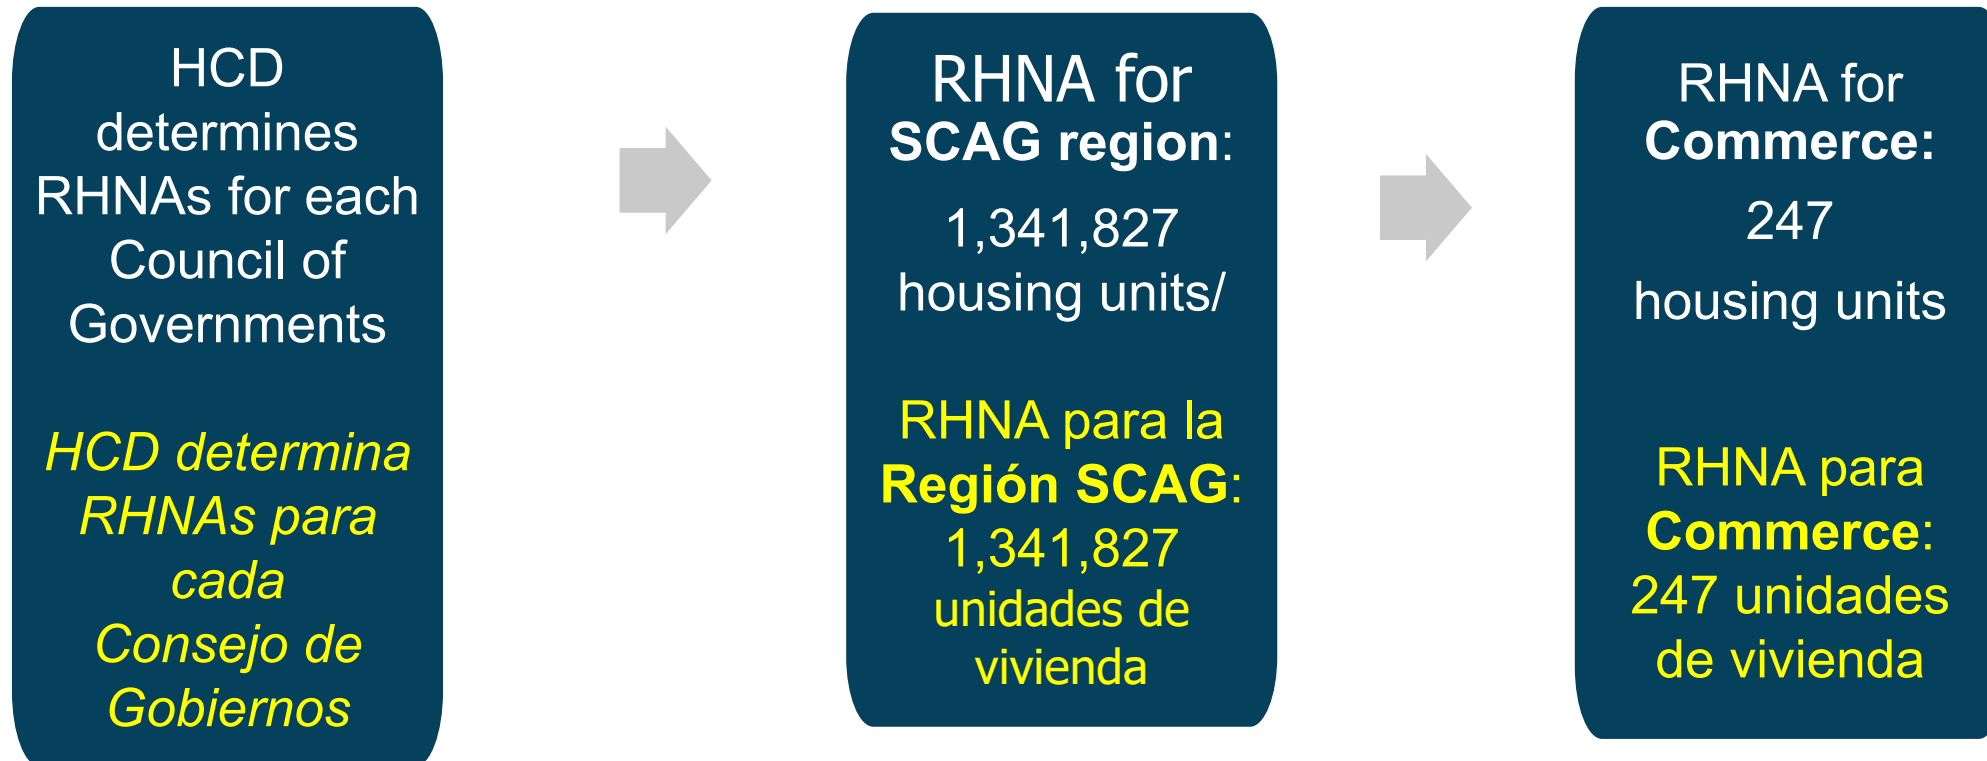 HCD
determines
RHNAs for each
Council of
Governments
HCD determina
RHNAs para
cada
Consejo de
Gobiernos
RHNA for
SCAG region:
1,341,827
housing units/
RHNA para la
Región SCAG:
1,341,827
unidades de
vivienda
RHNA for
Commerce:
247
housing units
RHNA para
Commerce:
247 unidades
de vivienda